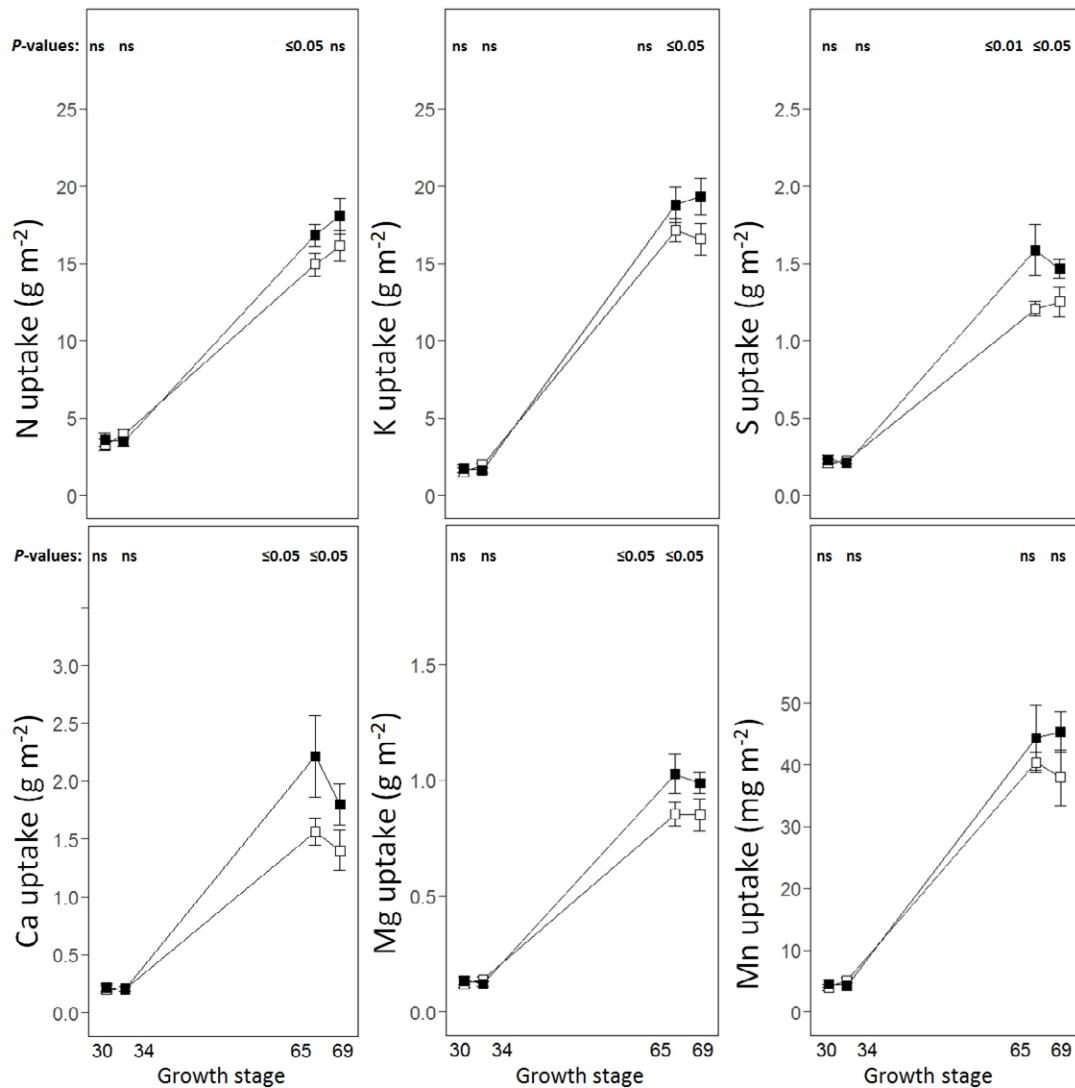 P-values: ns ns ≤0.05 ns
ns ns ns ≤0.05
ns ns ≤0.01 ≤0.05
N uptake (g m-2)
25
20
15
10
5
0
K uptake (g m-2)
25
20
15
10
5
0
S uptake (g m-2)
2.5
2.0
1.5
1.0
0.5
0.0
P-values: ns ns ≤0.05 ≤0.05
ns ns ≤0.05 ≤0.05
ns ns ns ns
Ca uptake (g m-2)
3.0
2.5
2.0
1.5
1.0
0.5
0.0
Mg uptake (g m-2)
1.5
1.0
0.5
0.0
Mn uptake (mg m-2)
50
40
30
20
10
0
30 34 65 69
Growth stage
30 34 65 69
Growth stage
30 34 65 69
Growth stage